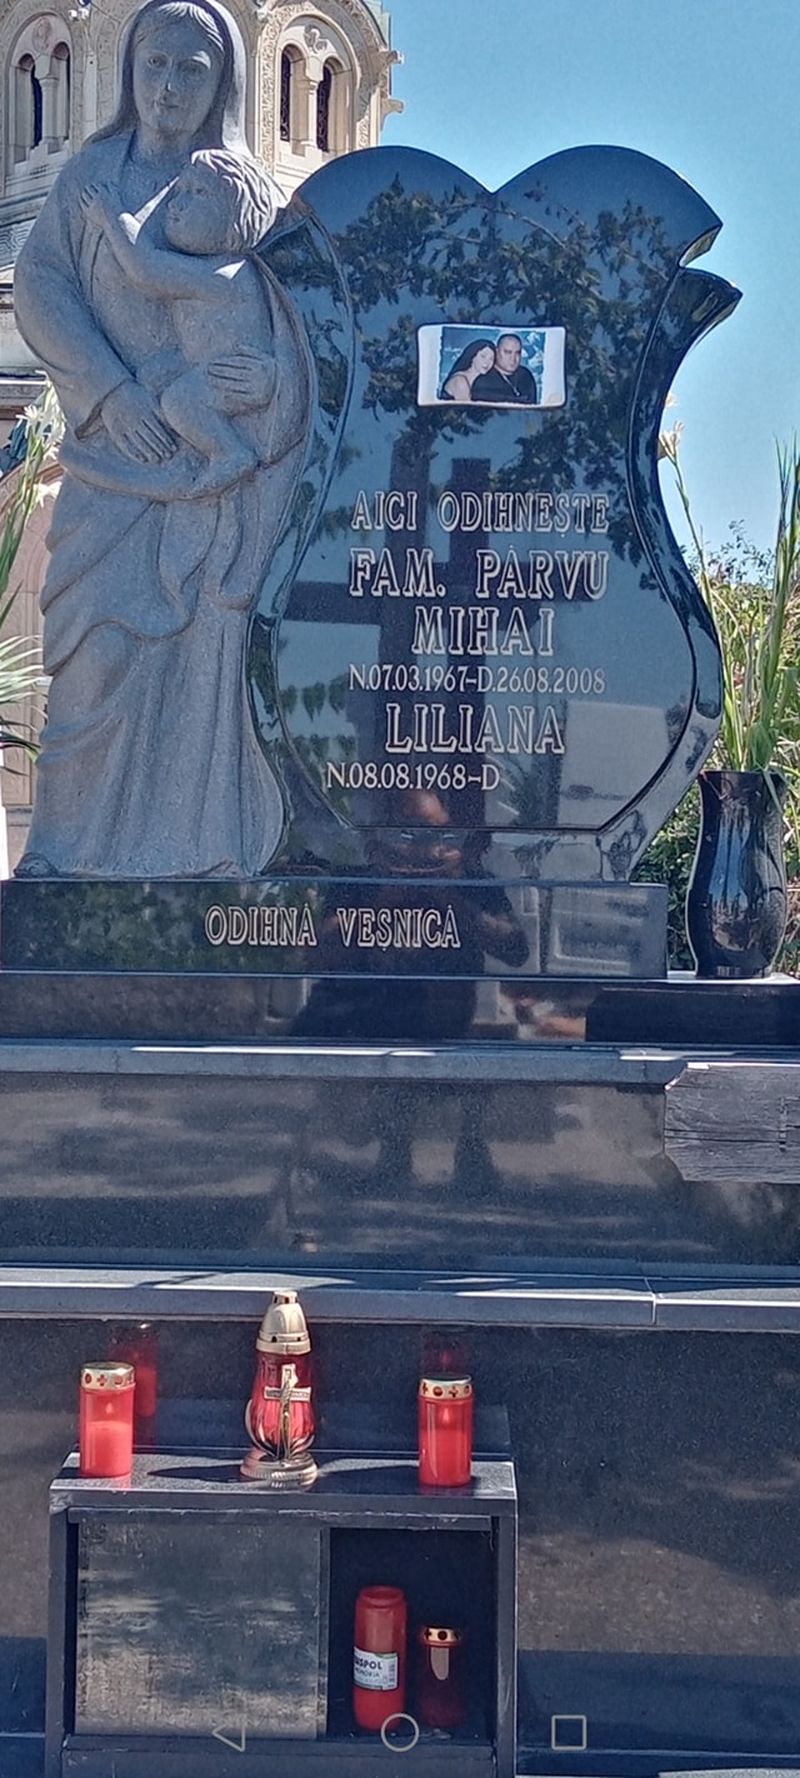 AICI ODIHNEȘTE
FAM. PÂRVU
MIHAI
N.07.03.1967-D.26.08.2008
LILIANA
N.08.08.1968-D
ODIHNĂ VEȘNICĂ